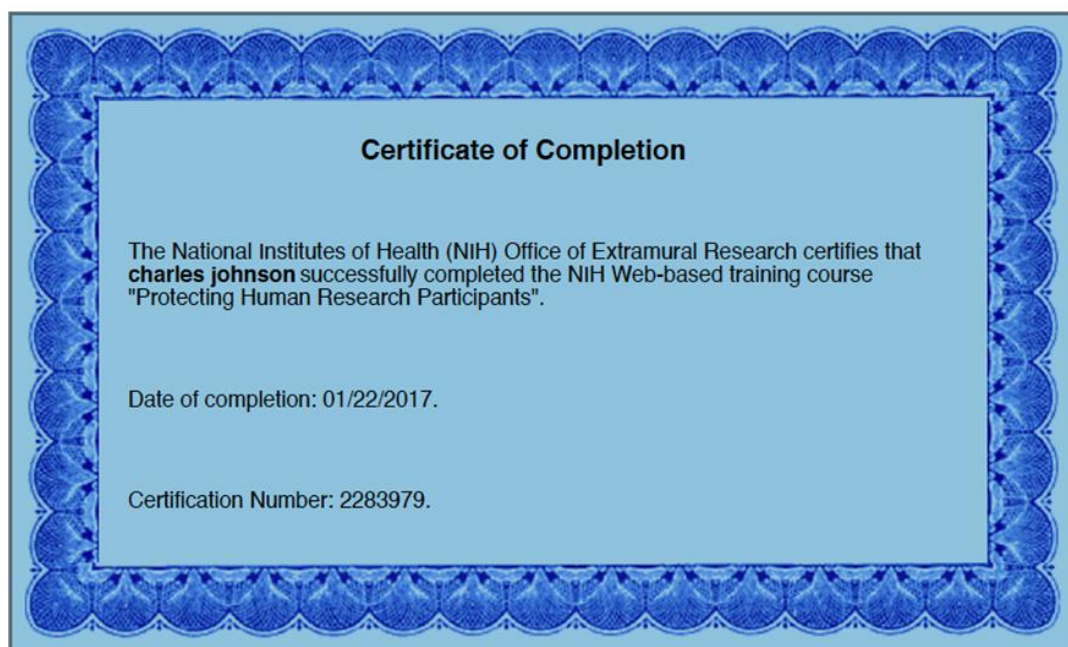 Certificate of Completion
The National Institutes of Health (NIH) Office of Extramural Research certifies that
charles johnson successfully completed the NIH Web-based training course
"Protecting Human Research Participants".
Date of completion: 01/22/2017.
Certification Number: 2283979.